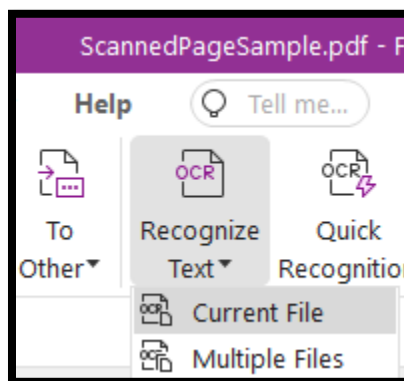 ScannedPageSample.pdf - F
Help Tell me...
To Recognize Quick
Other Text Recognitio
OCR OCR
Current File
Multiple Files